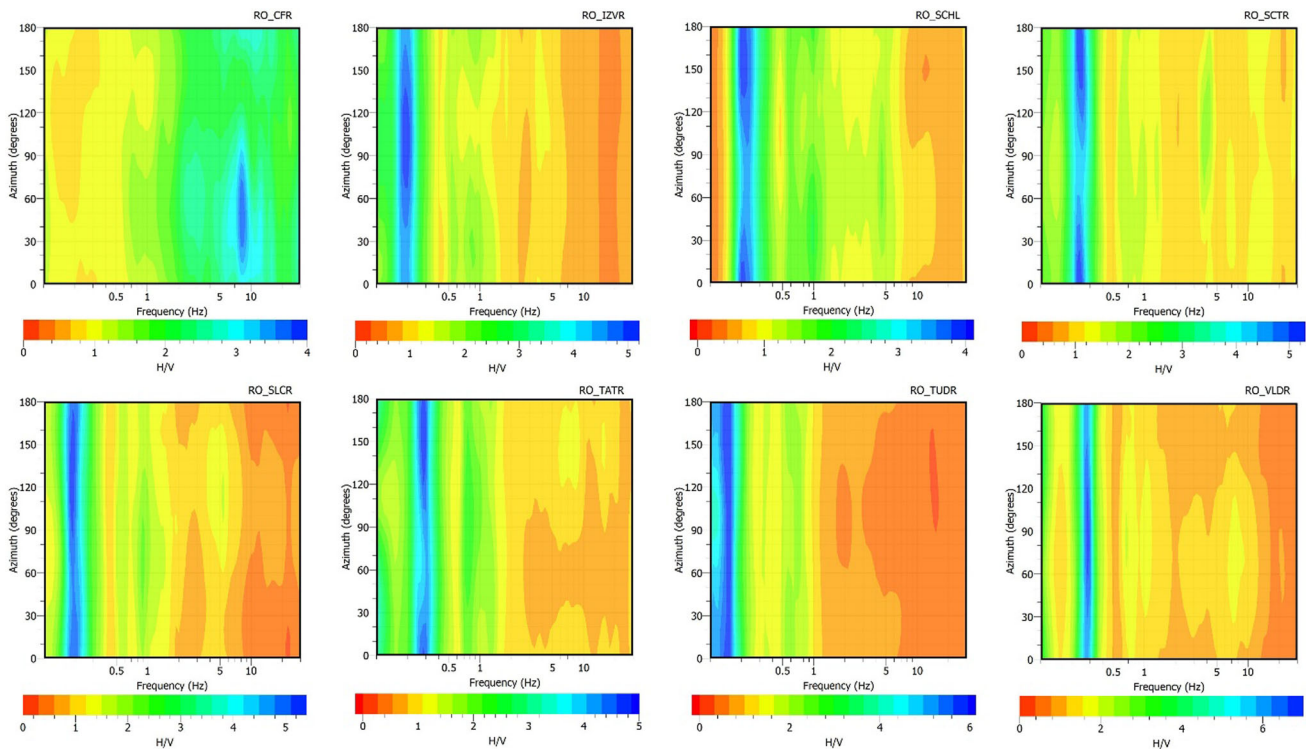 RO_CFR
180
150
120
90
60
30
0
Azimuth (degrees)
0.5 1 5 10
Frequency (Hz)
0 1 2 3 4
H/V
RO_IZVR
180
150
120
90
60
30
0
Azimuth (degrees)
0.5 1 5 10
Frequency (Hz)
0 1 2 3 4 5
H/V
RO_SCHL
180
150
120
90
60
30
0
Azimuth (degrees)
0.5 1 5 10
Frequency (Hz)
0 1 2 3 4
H/V
RO_SCTR
180
150
120
90
60
30
0
Azimuth (degrees)
0.5 1 5 10
Frequency (Hz)
0 1 2 3 4 5
H/V
RO_SLCR
180
150
120
90
60
30
0
Azimuth (degrees)
0.5 1 5 10
Frequency (Hz)
0 1 2 3 4 5
H/V
RO_TATR
180
150
120
90
60
30
0
Azimuth (degrees)
0.5 1 5 10
Frequency (Hz)
0 1 2 3 4 5
H/V
RO_TUDR
180
150
120
90
60
30
0
Azimuth (degrees)
0.5 1 5 10
Frequency (Hz)
0 2 4 6
H/V
RO_VLDR
180
150
120
90
60
30
0
Azimuth (degrees)
0.5 1 5 10
Frequency (Hz)
0 2 4 6
H/V